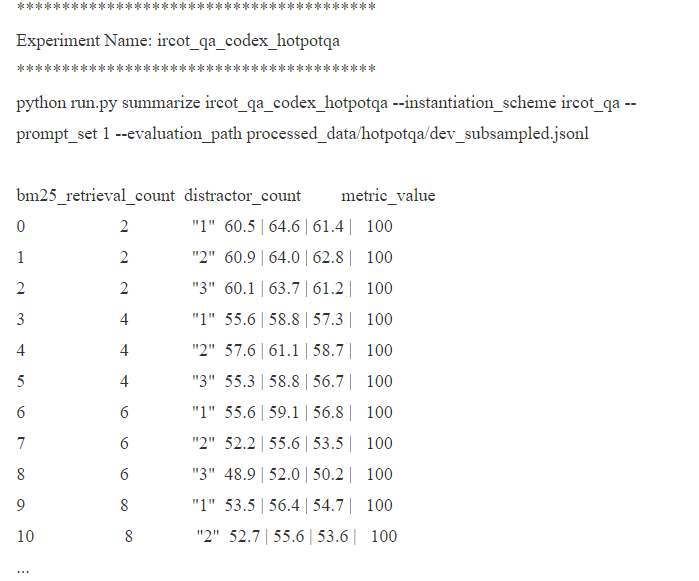 ****************************************
Experiment Name: ircot_qa_codex_hotpotqa
****************************************
python run.py summarize ircot_qa_codex_hotpotqa --instantiation_scheme ircot_qa --
prompt_set 1 --evaluation_path processed_data/hotpotqa/dev_subsampled.jsonl
bm25_retrieval_count distractor_count metric_value
0 2 "1" 60.5 | 64.6 | 61.4 | 100
1 2 "2" 60.9 | 64.0 | 62.8 | 100
2 2 "3" 60.1 | 63.7 | 61.2 | 100
3 4 "1" 55.6 | 58.8 | 57.3 | 100
4 4 "2" 57.6 | 61.1 | 58.7 | 100
5 4 "3" 55.3 | 58.8 | 56.7 | 100
6 6 "1" 55.6 | 59.1 | 56.8 | 100
7 6 "2" 52.2 | 55.6 | 53.5 | 100
8 6 "3" 48.9 | 52.0 | 50.2 | 100
9 8 "1" 53.5 | 56.4 | 54.7 | 100
10 8 "2" 52.7 | 55.6 | 53.6 | 100
...